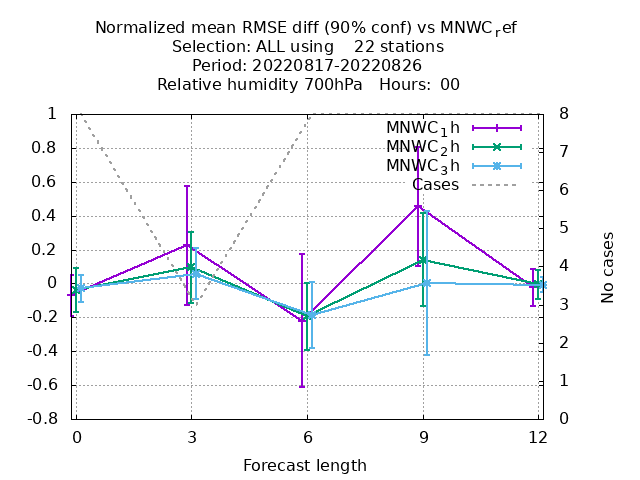 Normalized mean RMSE diff (90% conf) vs MNWCref
Selection: ALL using 22 stations
Period: 20220817-20220826
Relative humidity 700hPa Hours: 00
1 8
MNWC1h
0.8 MNWC2h 7
MNWC3h
0.6 Cases 6
0.4 5
0.2 4
0 3
-0.2
-0.4 2
-0.6 1
-0.8 0
No cases
0 3 6 9 12
Forecast length